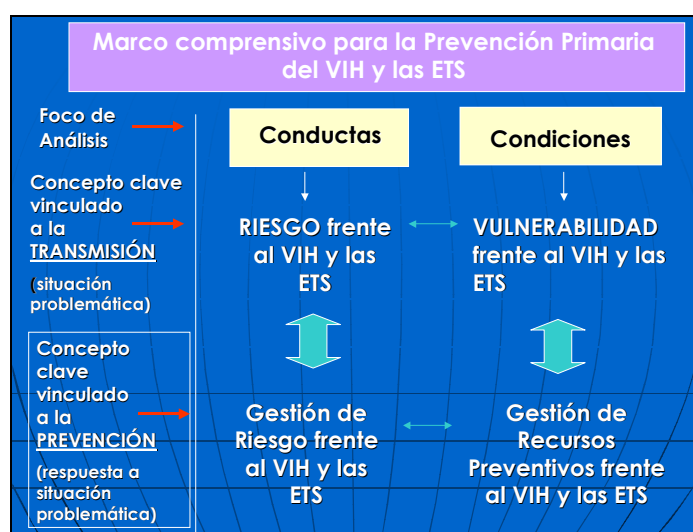 Marco comprensivo para la Prevención Primaria
del VIH y las ETS
Foco de
Análisis
Conductas
Condiciones
Concepto clave
vinculado
a la
TRANSMISIÓN
(situación
problemática)
RIESGO frente
al VIH y las
ETS
VULNERABILIDAD
frente al VIH y las
ETS
Concepto
clave
vinculado
a la
PREVENCIÓN
(respuesta a
situación
problemática)
Gestión de
Riesgo frente
al VIH y las
ETS
Gestión de
Recursos
Preventivos frente
al VIH y las ETS